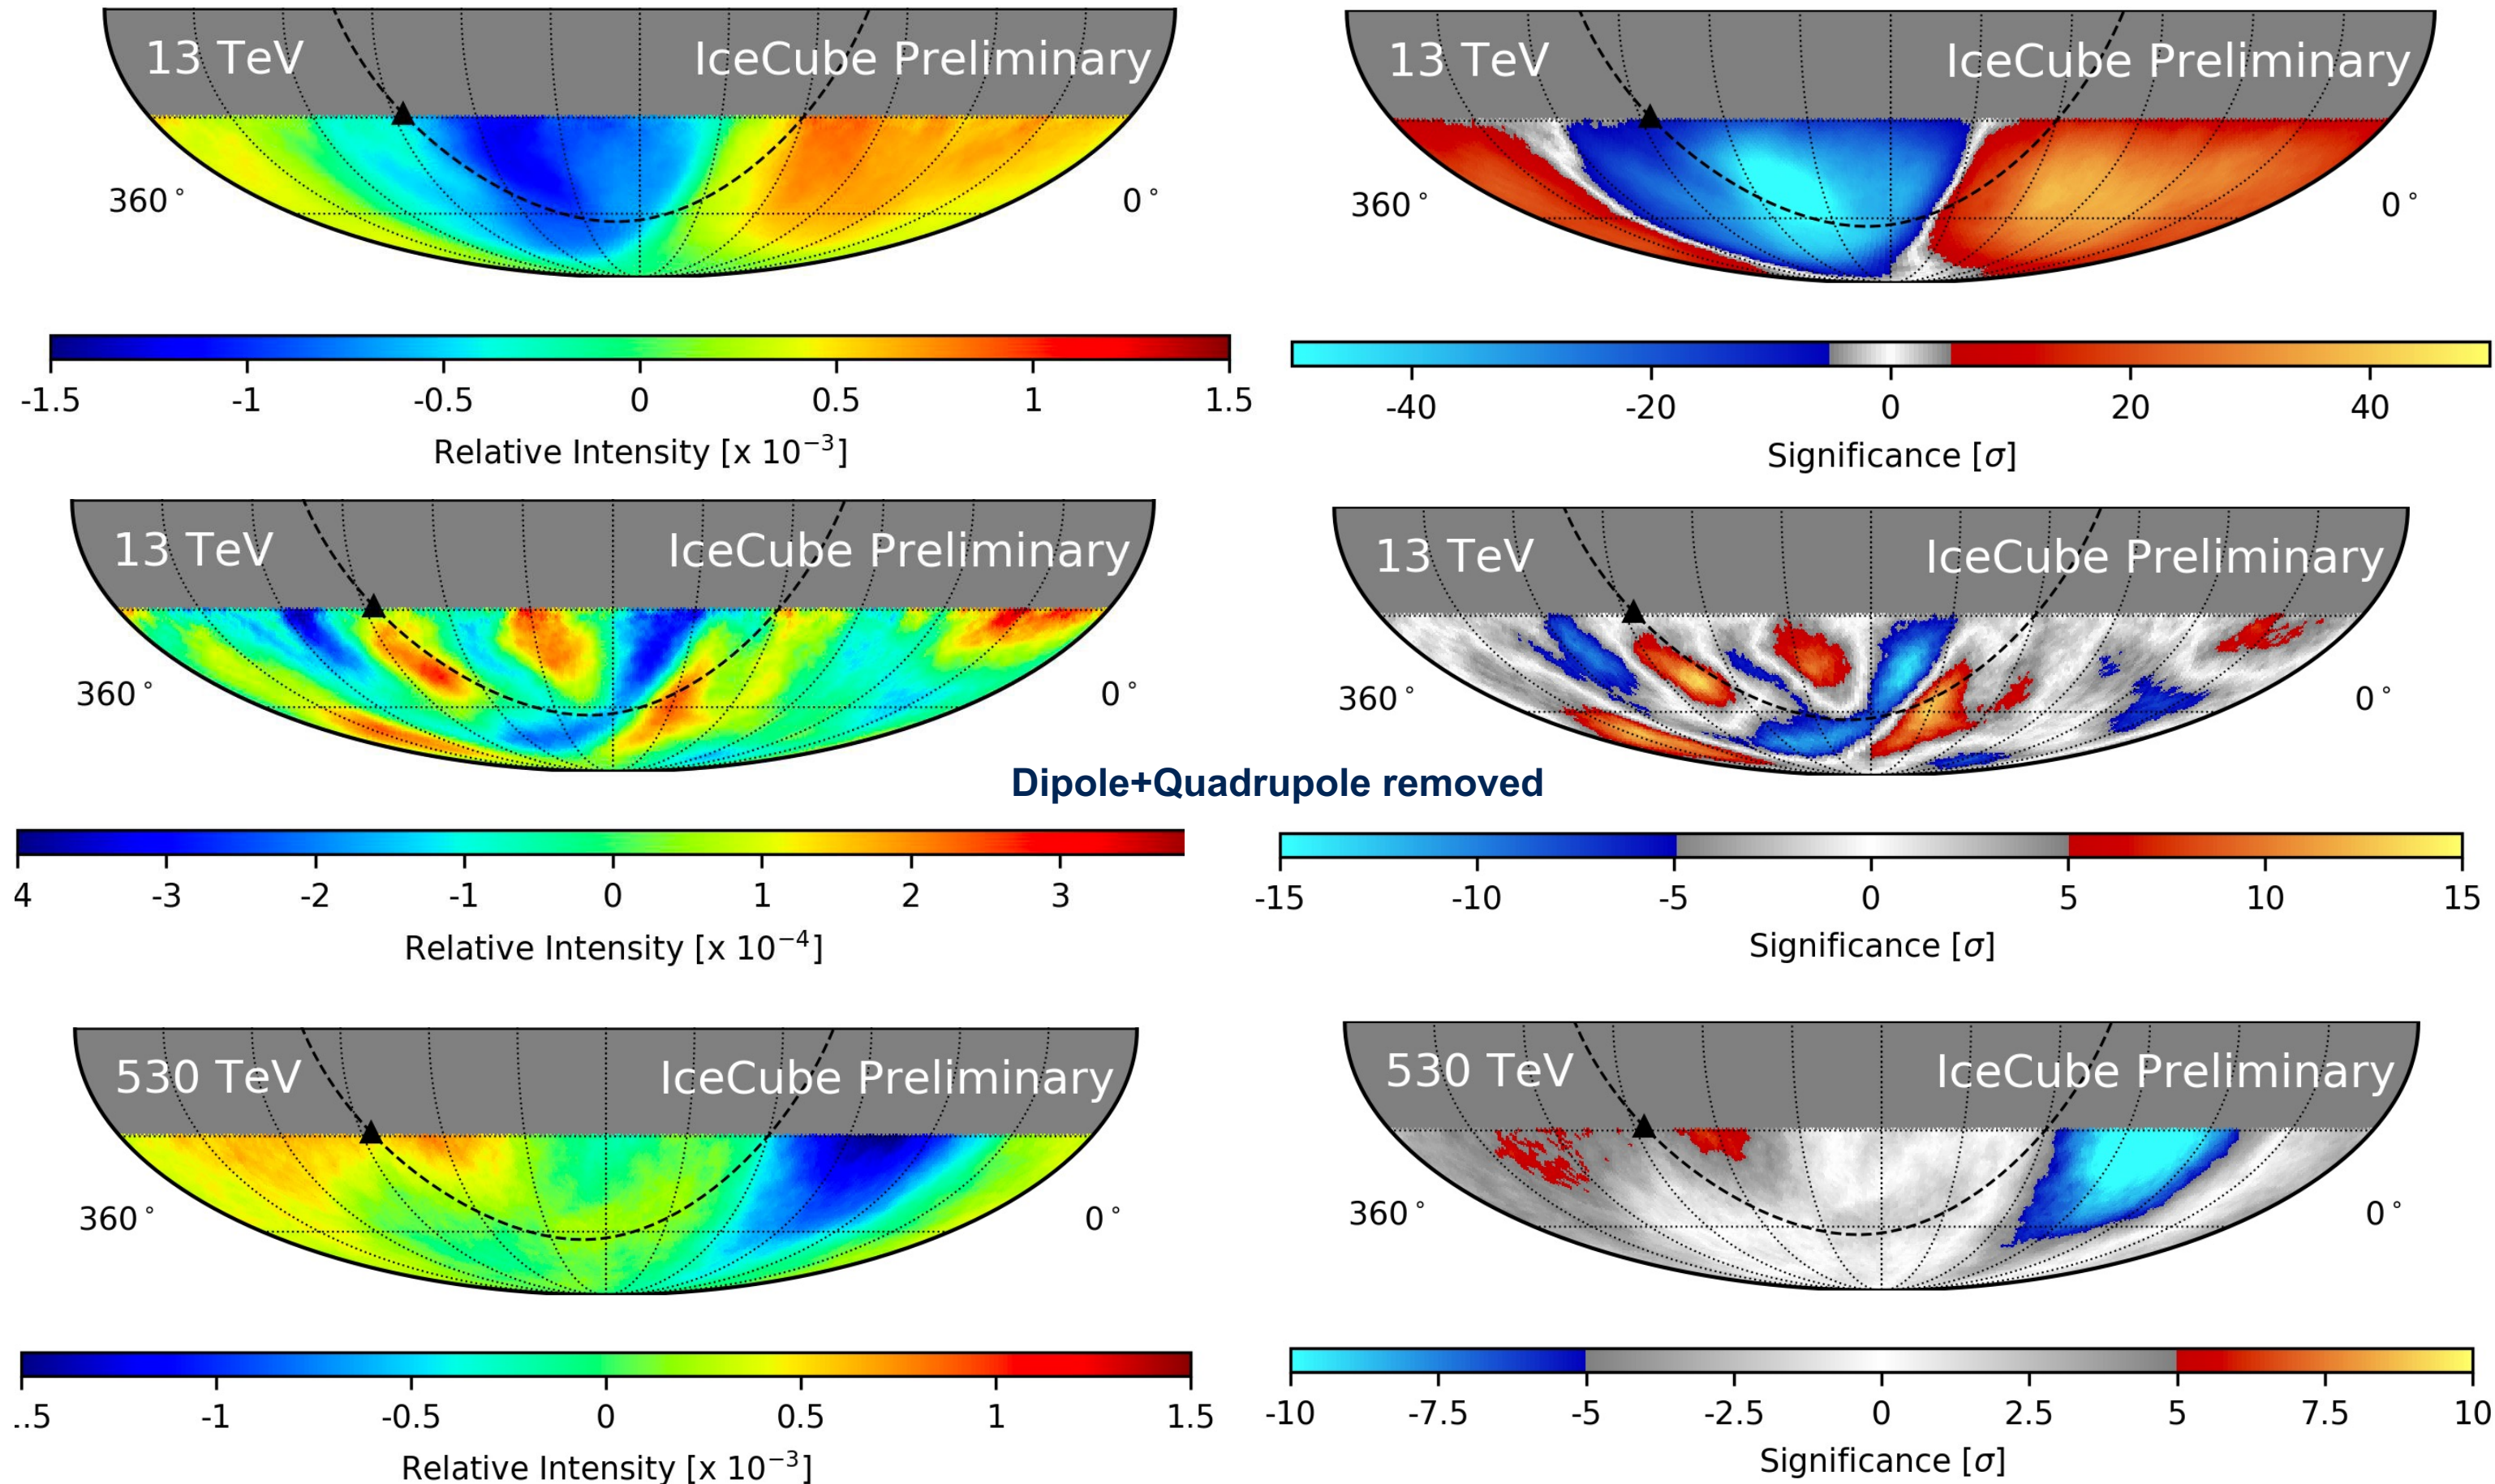 13 TeV IceCube Preliminary
360° 0°
-1.5 -1 -0.5 0 0.5 1 1.5
Relative Intensity [x 10⁻³]
13 TeV IceCube Preliminary
360° 0°
-40 -20 0 20 40
Significance [σ]
13 TeV IceCube Preliminary
360° 0°
4 -3 -2 -1 0 1 2 3
Relative Intensity [x 10⁻⁴]
13 TeV IceCube Preliminary
360° 0°
Dipole+Quadrupole removed
-15 -10 -5 0 5 10 15
Significance [σ]
530 TeV IceCube Preliminary
360° 0°
.5 -1 -0.5 0 0.5 1 1.5
Relative Intensity [x 10⁻³]
530 TeV IceCube Preliminary
360° 0°
-10 -7.5 -5 -2.5 0 2.5 5 7.5 10
Significance [σ]